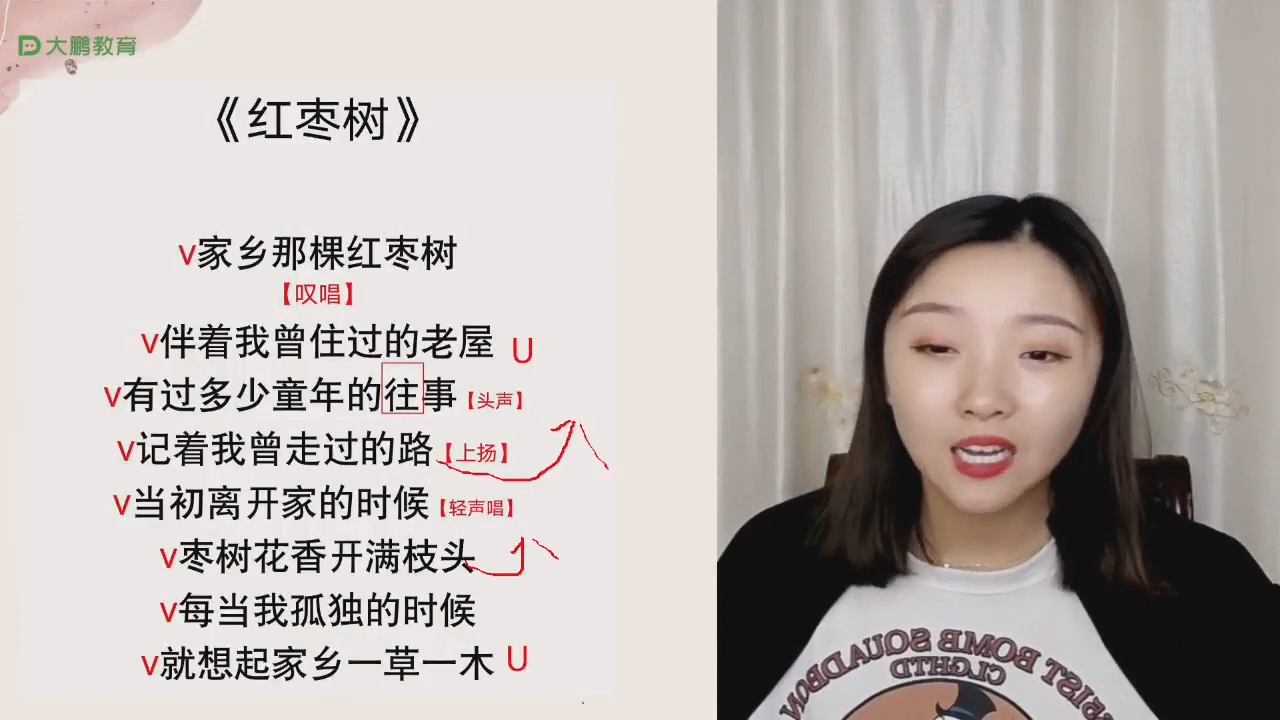 大鹏教育
《红枣树》
v家乡那棵红枣树
【叹唱】
v伴着我曾住过的老屋 U
v有过多少童年的往事【头声】
v记着我曾走过的路【上扬】
v当初离开家的时候【轻声唱】
v枣树花香开满枝头
v每当我孤独的时候
v就想起家乡一草一木 U
SIST BOMB SQUAD
CLGHTD